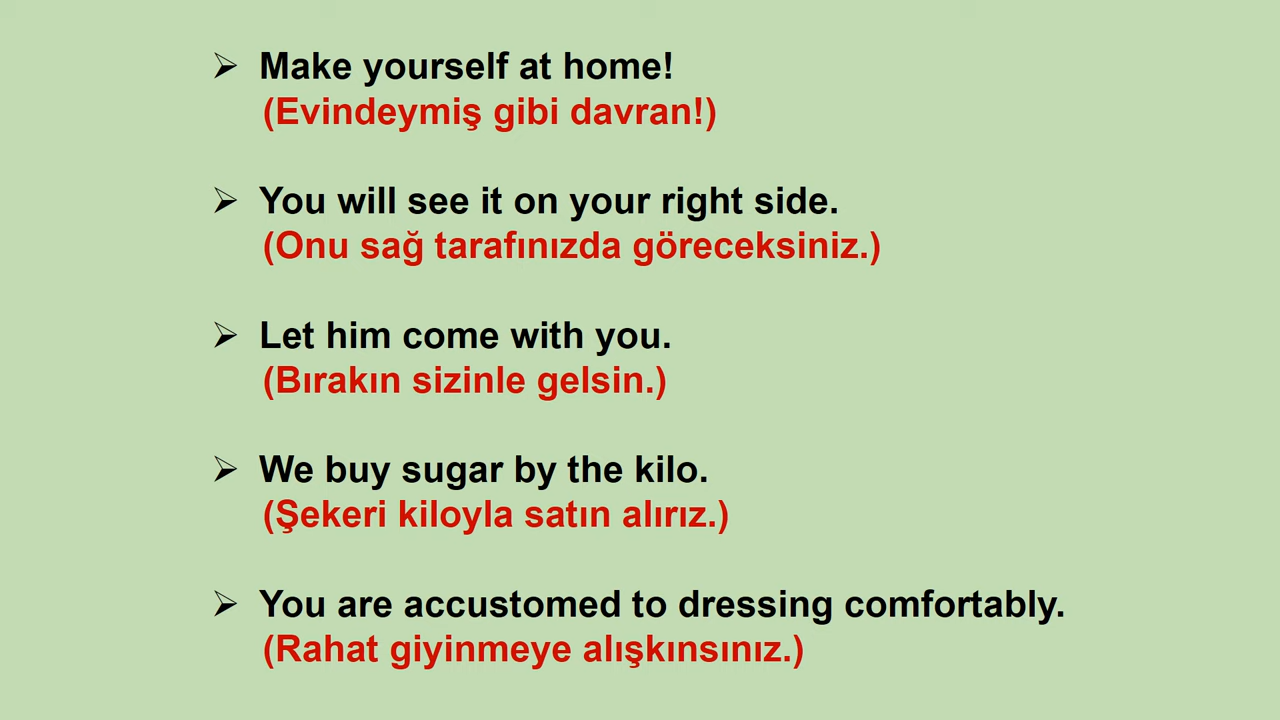 ➢ Make yourself at home!
(Evindeymiş gibi davran!)
➢ You will see it on your right side.
(Onu sağ tarafınızda göreceksiniz.)
➢ Let him come with you.
(Bırakın sizinle gelsin.)
➢ We buy sugar by the kilo.
(Şekeri kiloyla satın alırız.)
➢ You are accustomed to dressing comfortably.
(Rahat giyinmeye alışkınsınız.)